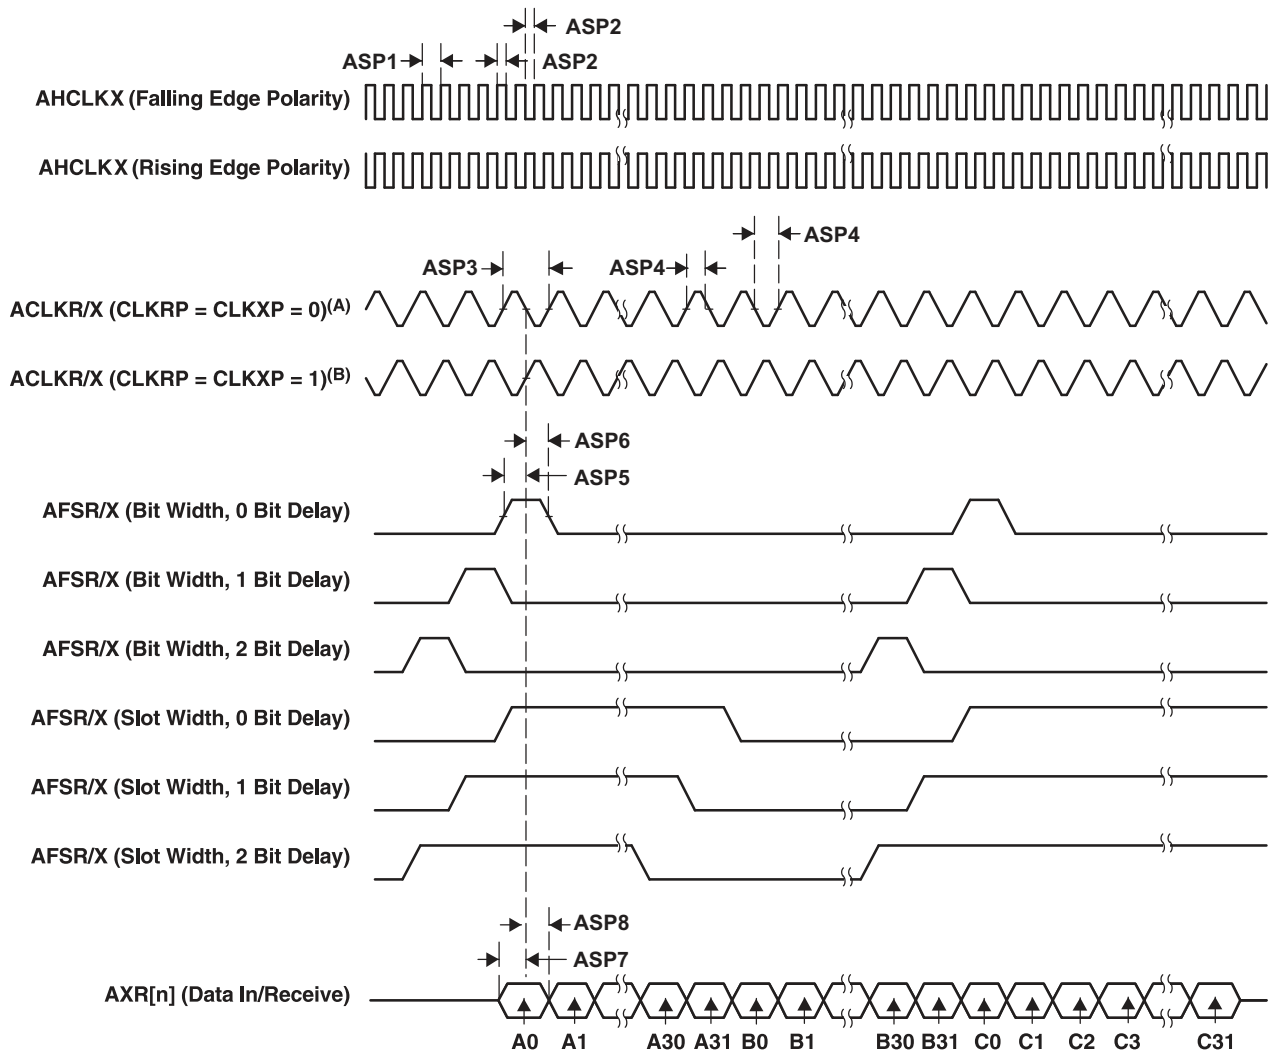 ASP2
ASP1
ASP2
AHCLKX (Falling Edge Polarity)
AHCLKX (Rising Edge Polarity)
ASP4
ASP3
ASP4
ACLKR/X (CLKRP = CLKXP = 0)(A)
ACLKR/X (CLKRP = CLKXP = 1)(B)
ASP6
ASP5
AFSR/X (Bit Width, 0 Bit Delay)
AFSR/X (Bit Width, 1 Bit Delay)
AFSR/X (Bit Width, 2 Bit Delay)
AFSR/X (Slot Width, 0 Bit Delay)
AFSR/X (Slot Width, 1 Bit Delay)
AFSR/X (Slot Width, 2 Bit Delay)
ASP8
ASP7
AXR[n] (Data In/Receive)
A0 A1 A30 A31 B0 B1 B30 B31 C0 C1 C2 C3 C31